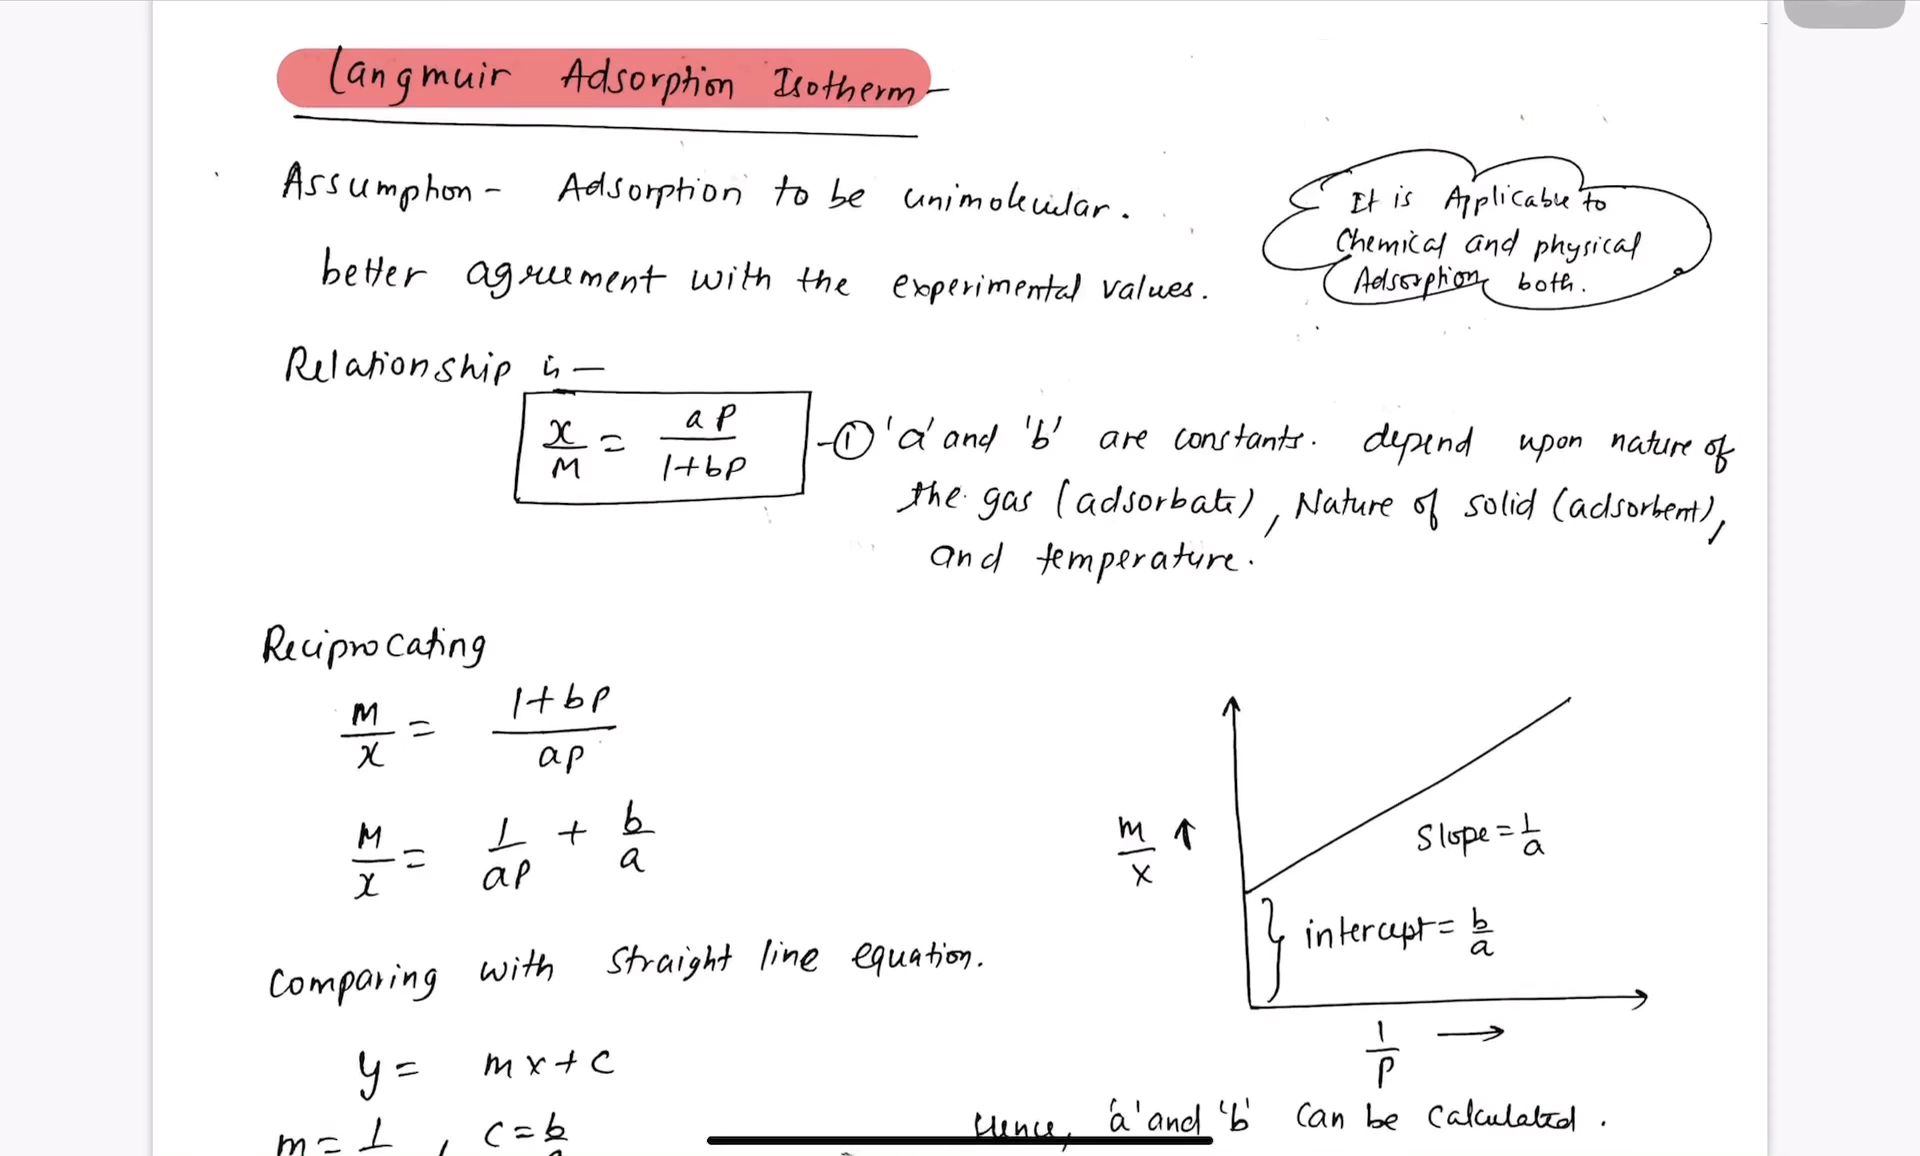 Langmuir Adsorption Isotherm –
Assumption - Adsorption to be unimolecular.
better agreement with the experimental values.
It is Applicable to
Chemical and physical
Adsorption both.
Relationship is —
x/M = aP/1+bP -① 'a' and 'b' are constants. depend upon nature of
the gas (adsorbate), Nature of solid (adsorbent),
and temperature.
Reciprocating
M/x = 1+bP/aP
M/x = 1/aP + b/a
Comparing with straight line equation.
y = mx + c
m = 1 , c = b
m/x ↑
Slope = 1/a
intercept = b/a
1/P →
Hence, 'a' and 'b' can be calculated.